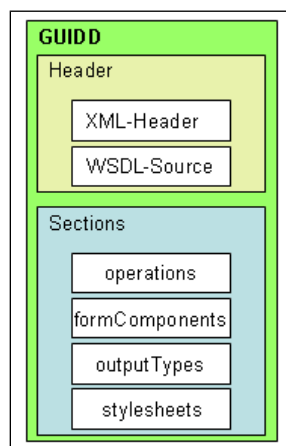 GUIDD
Header
XML-Header
WSDL-Source
Sections
operations
formComponents
outputTypes
stylesheets